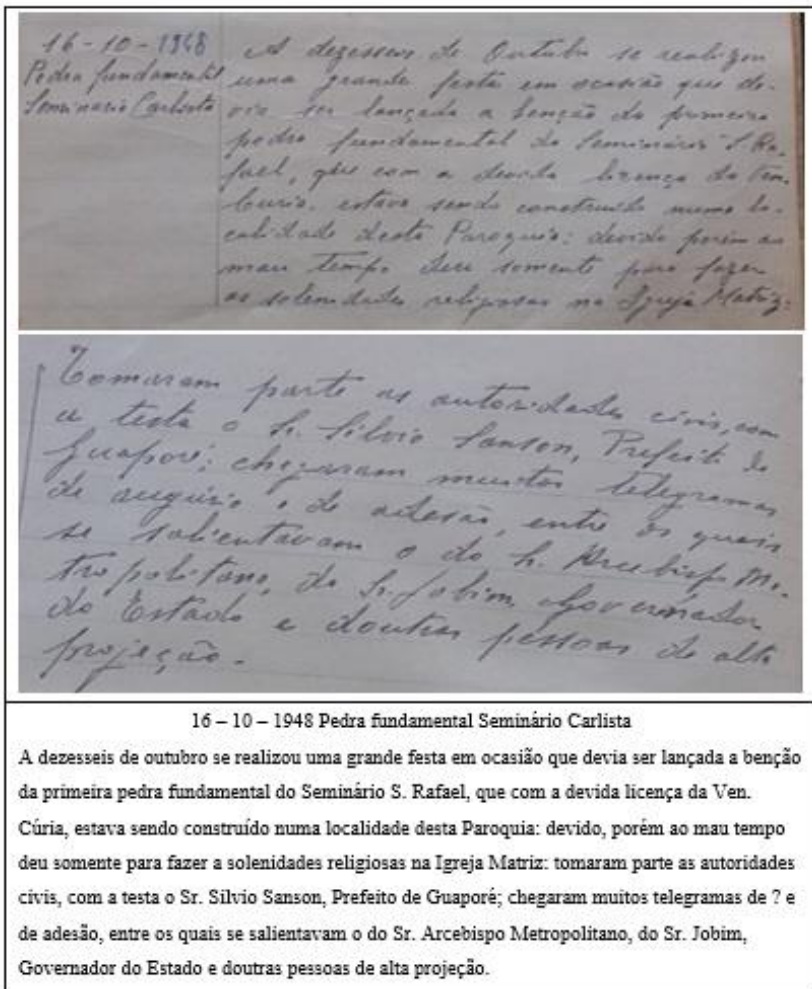 16-10-1948
Pedra fundamental
Seminario Carlista
A dezesseis de Outubro se realizou
uma grande festa em ocasião que de-
via ser lançada a benção da primeira
pedra fundamental do Seminário S. Ra-
fael, que com a devida licença da Ven.
Curia, estava sendo construido numa lo-
calidade desta Paroquia: devido porém ao
mau tempo deu somente para fazer
as solenidades religiosas na Igreja Matriz:
Tomaram parte as autoridades civis, com
a testa o Sr. Silvio Sanson, Prefeito de
Guaporé; chegaram muitos telegramas
de augúrio e de adesão, entre os quais
se salientavam o do Sr. Arcebispo Me-
tropolitano, do Sr. Jobim, Governador
do Estado e doutras pessoas de alta
projeção.
16 – 10 – 1948 Pedra fundamental Seminário Carlista
A dezesseis de outubro se realizou uma grande festa em ocasião que devia ser lançada a benção
da primeira pedra fundamental do Seminário S. Rafael, que com a devida licença da Ven.
Cúria, estava sendo construído numa localidade desta Paroquia: devido, porém ao mau tempo
deu somente para fazer a solenidades religiosas na Igreja Matriz: tomaram parte as autoridades
civis, com a testa o Sr. Silvio Sanson, Prefeito de Guaporé; chegaram muitos telegramas de ? e
de adesão, entre os quais se salientavam o do Sr. Arcebispo Metropolitano, do Sr. Jobim,
Governador do Estado e doutras pessoas de alta projeção.